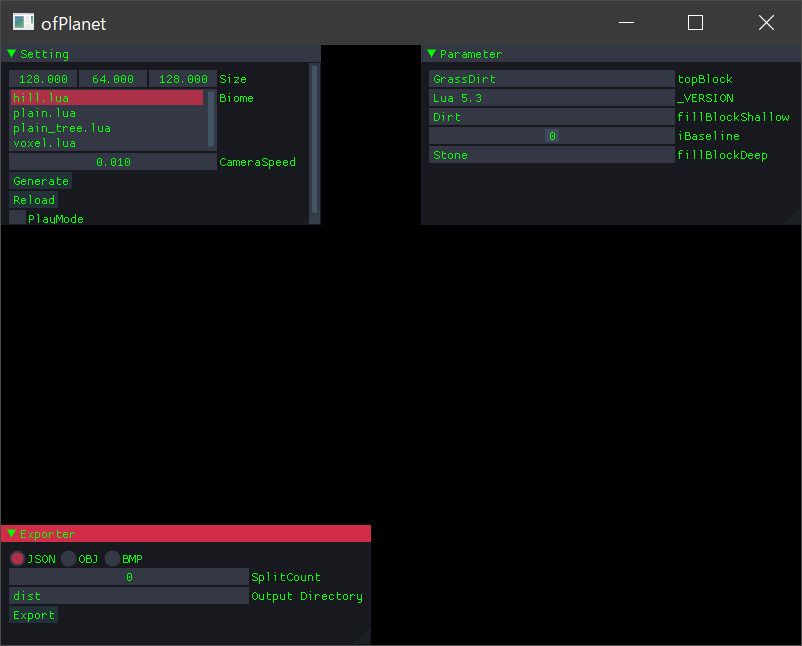 ofPlanet
Setting
128.000 64.000 128.000 Size
hill.lua Biome
plain.lua
plain_tree.lua
voxel.lua
0.010 CameraSpeed
Generate
Reload
PlayMode
Parameter
GrassDirt topBlock
Lua 5.3 _VERSION
Dirt fillBlockShallow
0 iBaseline
Stone fillBlockDeep
Exporter
JSON OBJ BMP
0 SplitCount
dist Output Directory
Export